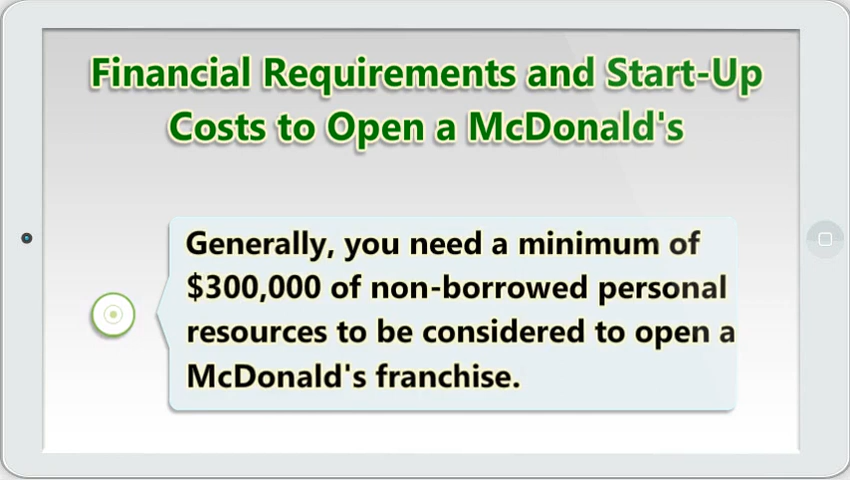 Financial Requirements and Start-Up
Costs to Open a McDonald's
Generally, you need a minimum of
$300,000 of non-borrowed personal
resources to be considered to open a
McDonald's franchise.